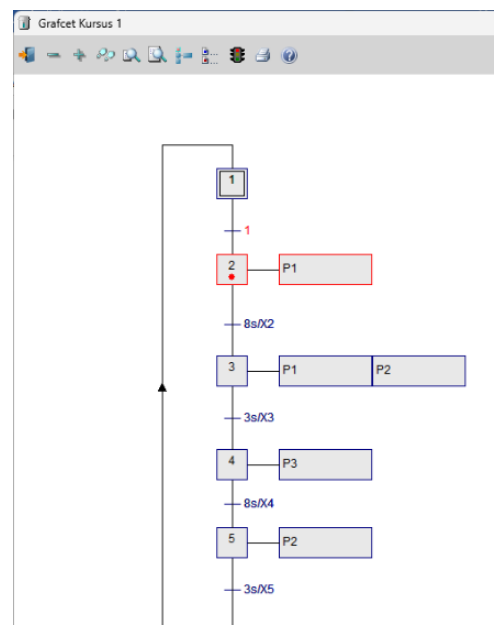 Grafcet Kursus 1
1
1
2 P1
8s/X2
3 P1 P2
3s/X3
4 P3
8s/X4
5 P2
3s/X5